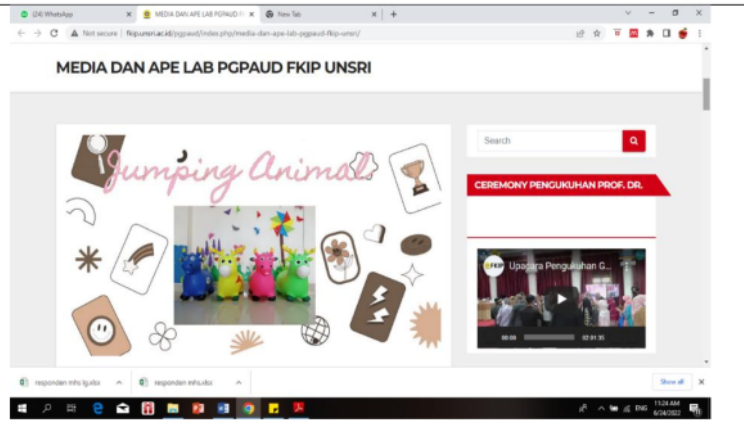 (24) WhatsApp
MEDIA DAN APE LAB PGPAUD F
New Tab
Not secure | fkip.unsri.ac.id/pgpaud/index.php/media-dan-ape-lab-pgpaud-fkip-unsri/
MEDIA DAN APE LAB PGPAUD FKIP UNSRI
Jumping Animal
Search
CEREMONY PENGUKUHAN PROF. DR.
FKIP
Upacara Pengukuhan G...
00:00
02:01:35
responden mhs lg.xlsx
responden mhs.xlsx
Show all
ENG
11:24 AM
6/24/2022